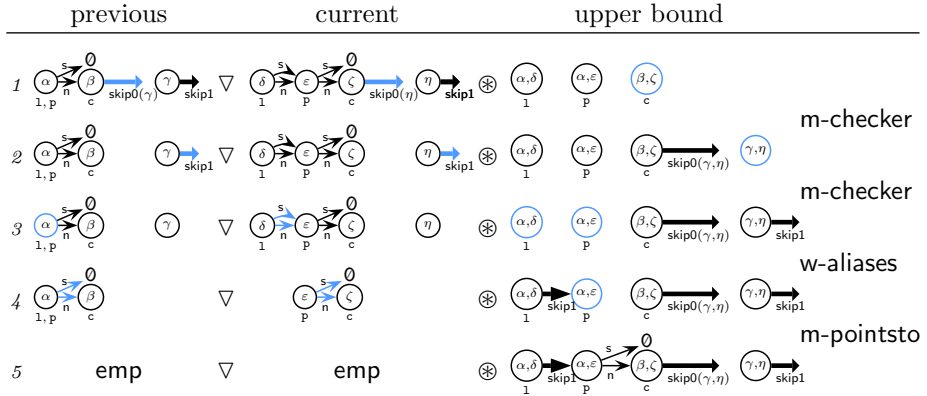 previous current upper bound
s 0 s s 0
1 α n β γ ▽ δ n ε n ζ η ⊛ α,δ α,ε β,ζ
l, p c skip0(γ) skip1 l p c skip0(η) skip1 l p c
m-checker
s 0 s s 0
2 α n β γ ▽ δ n ε n ζ η ⊛ α,δ α,ε β,ζ γ,η
l, p c skip1 l p c skip1 l p c skip0(γ,η)
m-checker
s 0 s s 0
3 α n β γ ▽ δ n ε n ζ η ⊛ α,δ α,ε β,ζ γ,η
l, p c l p c l p c skip0(γ,η) skip1
w-aliases
s 0 s 0
4 α n β ▽ ε n ζ ⊛ α,δ skip1 α,ε β,ζ γ,η
l, p c p c l p c skip0(γ,η) skip1
m-pointsto
s 0
5 emp ▽ emp ⊛ α,δ skip1 α,ε n β,ζ γ,η
l p c skip0(γ,η) skip1